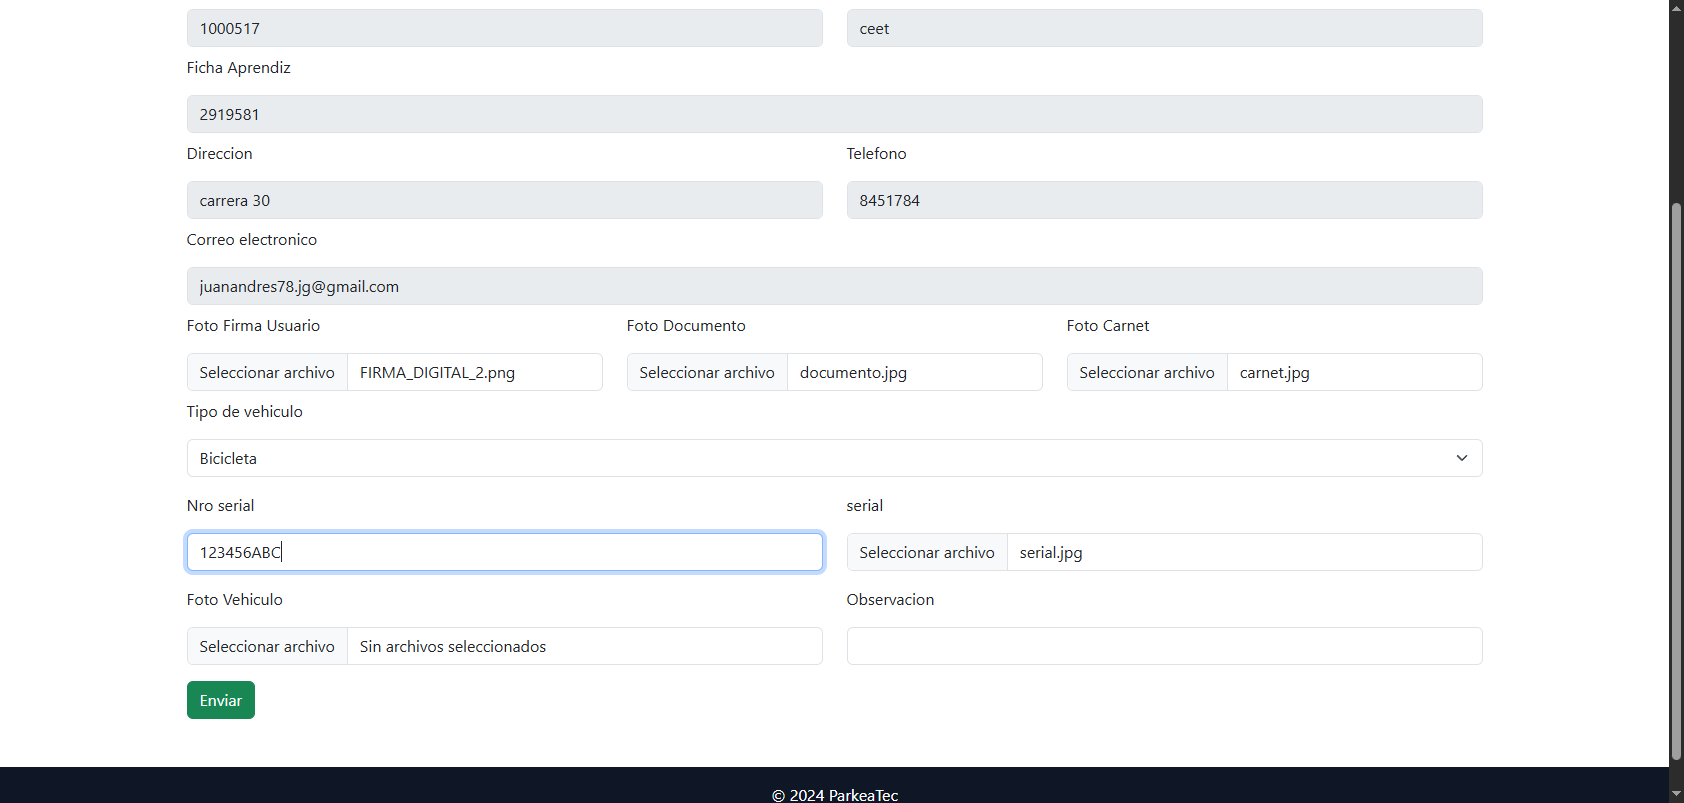 1000517
ceet
Ficha Aprendiz
2919581
Direccion
Telefono
carrera 30
8451784
Correo electronico
juanandres78.jg@gmail.com
Foto Firma Usuario
Foto Documento
Foto Carnet
Seleccionar archivo FIRMA_DIGITAL_2.png
Seleccionar archivo documento.jpg
Seleccionar archivo carnet.jpg
Tipo de vehiculo
Bicicleta
Nro serial
serial
123456ABC
Seleccionar archivo serial.jpg
Foto Vehiculo
Observacion
Seleccionar archivo Sin archivos seleccionados
Enviar
© 2024 ParkeaTec